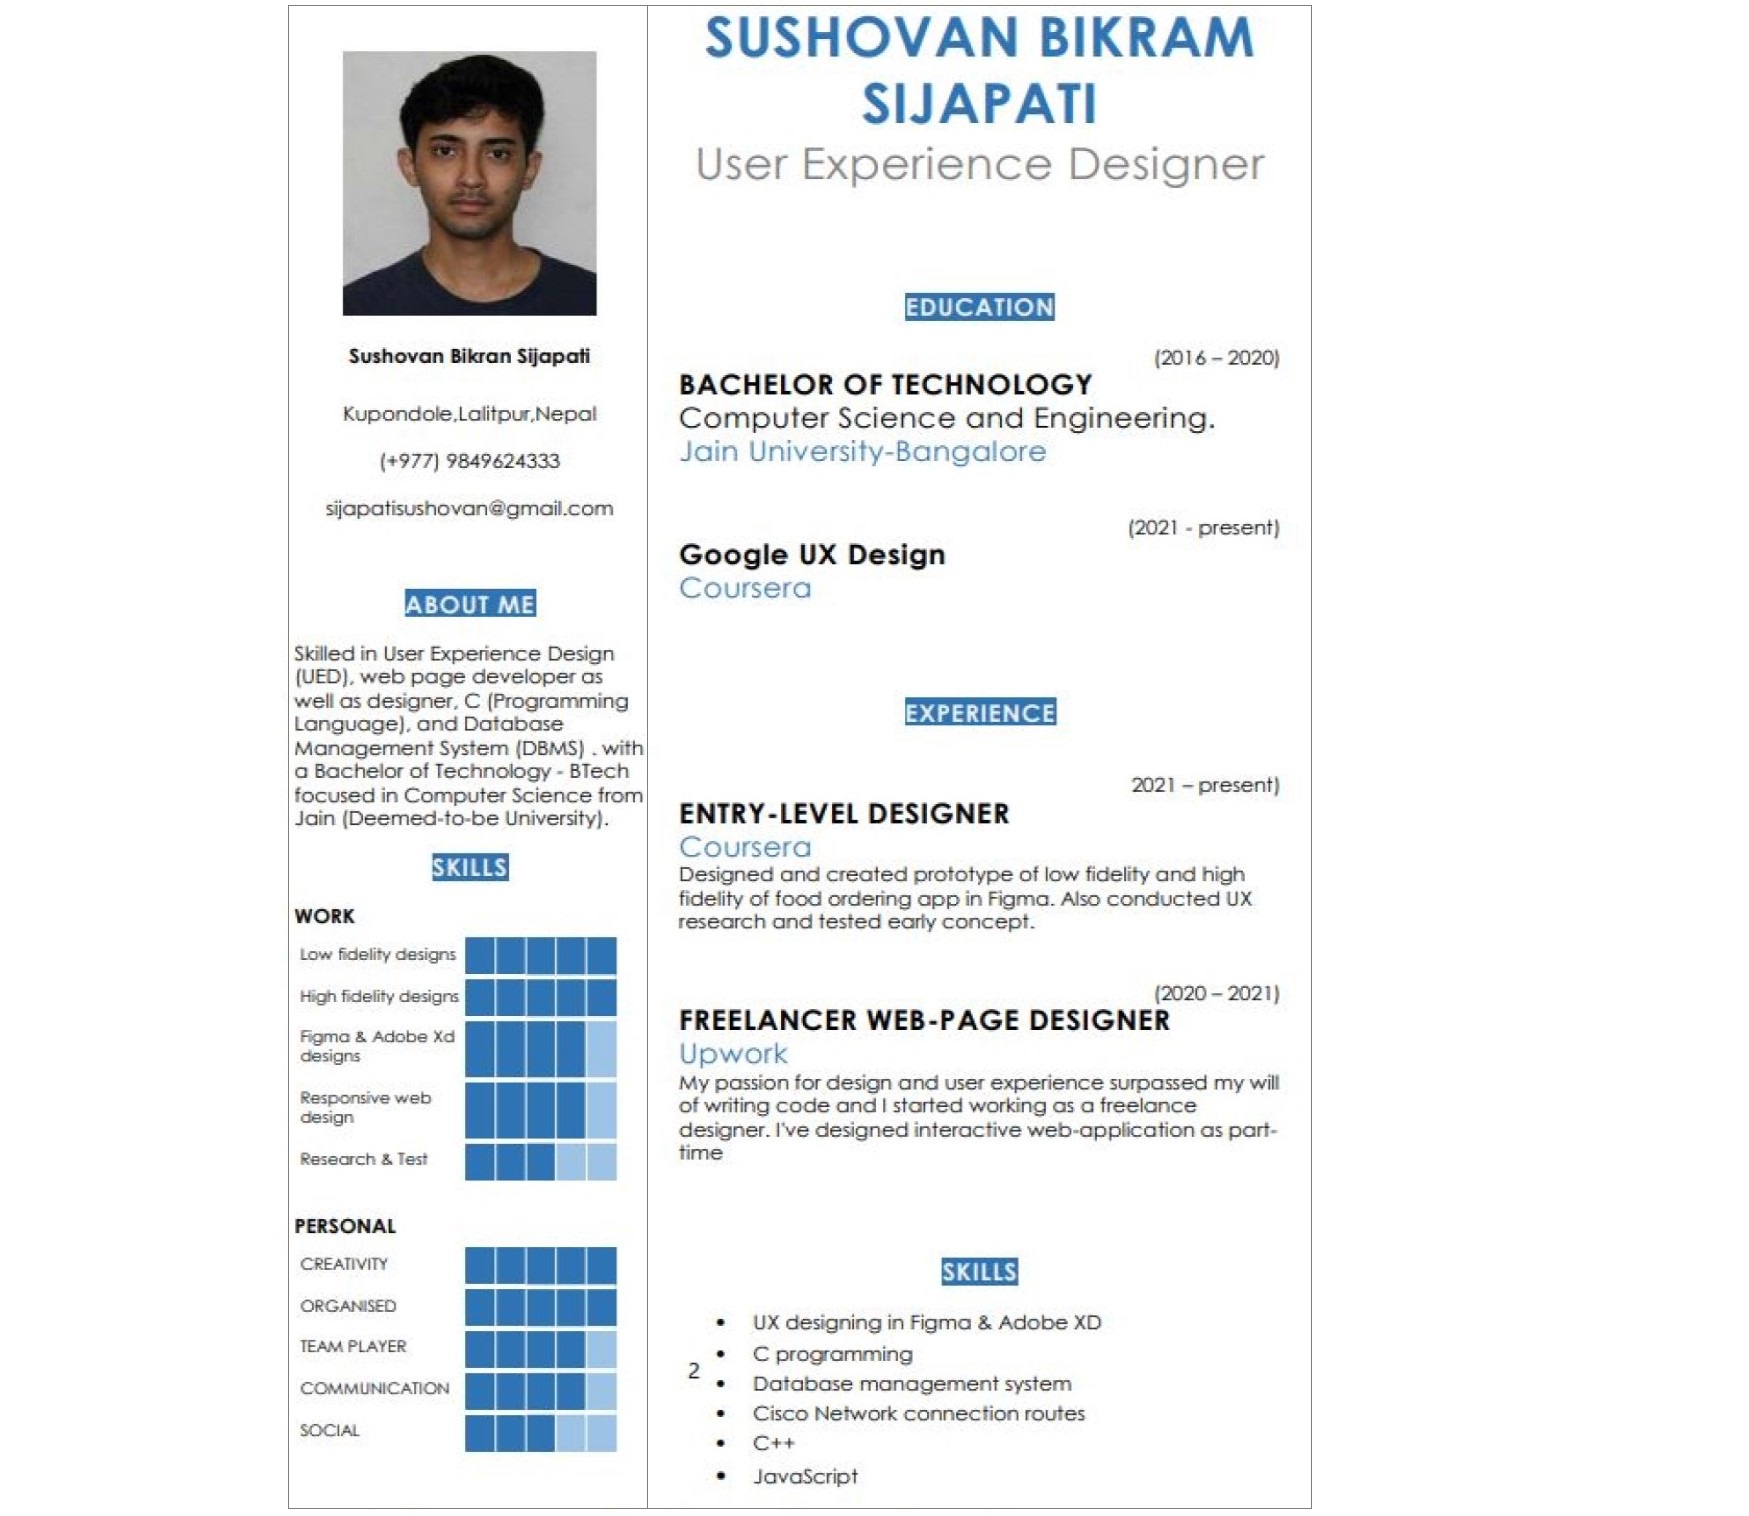 Sushovan Bikran Sijapati
Kupondole,Lalitpur,Nepal
(+977) 9849624333
sijapatisushovan@gmail.com
ABOUT ME
Skilled in User Experience Design
(UED), web page developer as
well as designer, C (Programming
Language), and Database
Management System (DBMS) . with
a Bachelor of Technology - BTech
focused in Computer Science from
Jain (Deemed-to-be University).
SKILLS
WORK
Low fidelity designs
High fidelity designs
Figma & Adobe Xd
designs
Responsive web
design
Research & Test
PERSONAL
CREATIVITY
ORGANISED
TEAM PLAYER
COMMUNICATION
SOCIAL
SUSHOVAN BIKRAM
SIJAPATI
User Experience Designer
EDUCATION
(2016 – 2020)
BACHELOR OF TECHNOLOGY
Computer Science and Engineering.
Jain University-Bangalore
(2021 - present)
Google UX Design
Coursera
EXPERIENCE
2021 – present)
ENTRY-LEVEL DESIGNER
Coursera
Designed and created prototype of low fidelity and high
fidelity of food ordering app in Figma. Also conducted UX
research and tested early concept.
(2020 – 2021)
FREELANCER WEB-PAGE DESIGNER
Upwork
My passion for design and user experience surpassed my will
of writing code and I started working as a freelance
designer. I've designed interactive web-application as part-
time
SKILLS
• UX designing in Figma & Adobe XD
• C programming
2
• Database management system
• Cisco Network connection routes
• C++
• JavaScript